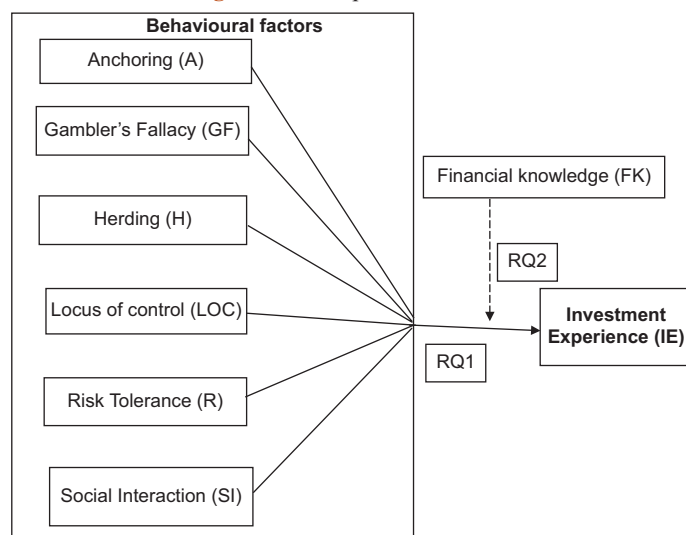 Behavioural factors
Anchoring (A)
Gambler's Fallacy (GF)
Herding (H)
Locus of control (LOC)
Risk Tolerance (R)
Social Interaction (SI)
Financial knowledge (FK)
RQ2
RQ1
Investment
Experience (IE)